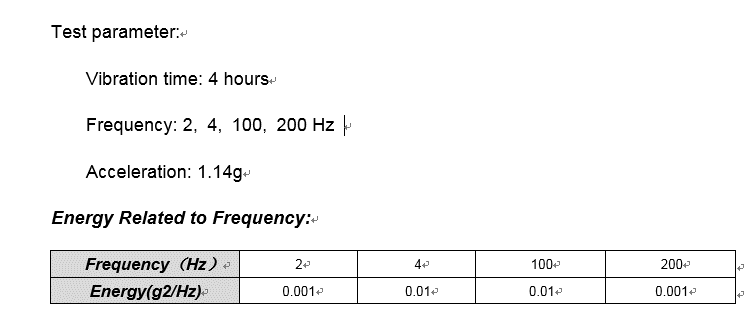 Test parameter:
Vibration time: 4 hours
Frequency: 2, 4, 100, 200 Hz
Acceleration: 1.14g
Energy Related to Frequency:
Frequency（Hz） 2 4 100 200
Energy(g2/Hz) 0.001 0.01 0.01 0.001